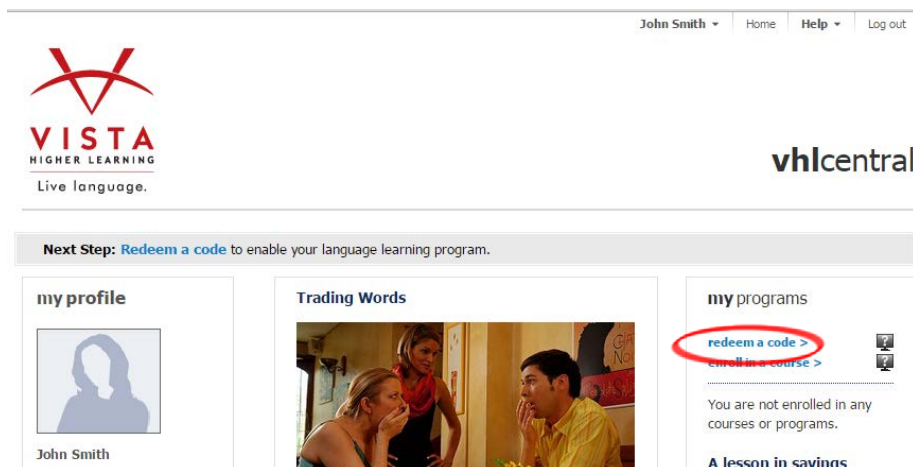 John Smith Home Help Log out
VISTA
HIGHER LEARNING
Live language.
vhlcentral
Next Step: Redeem a code to enable your language learning program.
my profile
John Smith
Trading Words
my programs
redeem a code > ?
enroll in a course > ?
You are not enrolled in any
courses or programs.
A lesson in savings